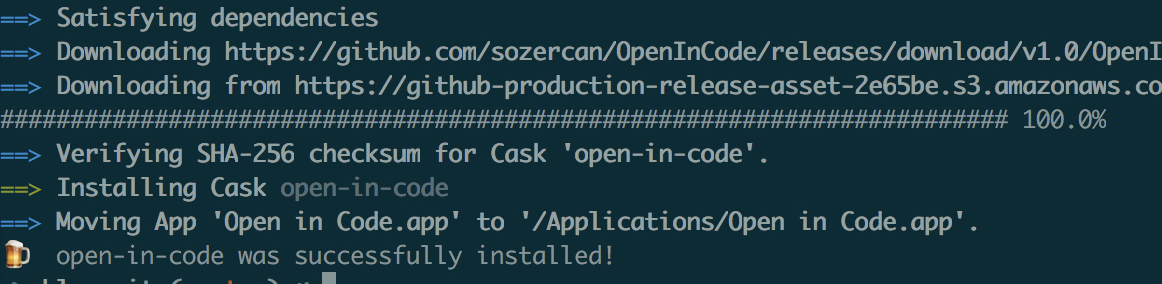 ==> Satisfying dependencies
==> Downloading https://github.com/sozercan/OpenInCode/releases/download/v1.0/OpenI
==> Downloading from https://github-production-release-asset-2e65be.s3.amazonaws.co
######################################################################## 100.0%
==> Verifying SHA-256 checksum for Cask 'open-in-code'.
==> Installing Cask open-in-code
==> Moving App 'Open in Code.app' to '/Applications/Open in Code.app'.
🍺 open-in-code was successfully installed!